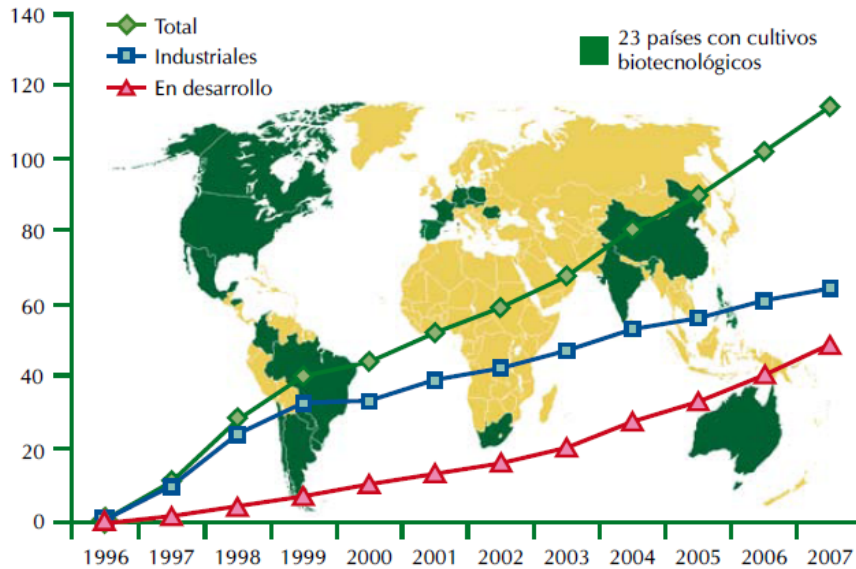 140
120
100
80
60
40
20
0
Total
Industriales
En desarrollo
23 países con cultivos
biotecnológicos
1996 1997 1998 1999 2000 2001 2002 2003 2004 2005 2006 2007